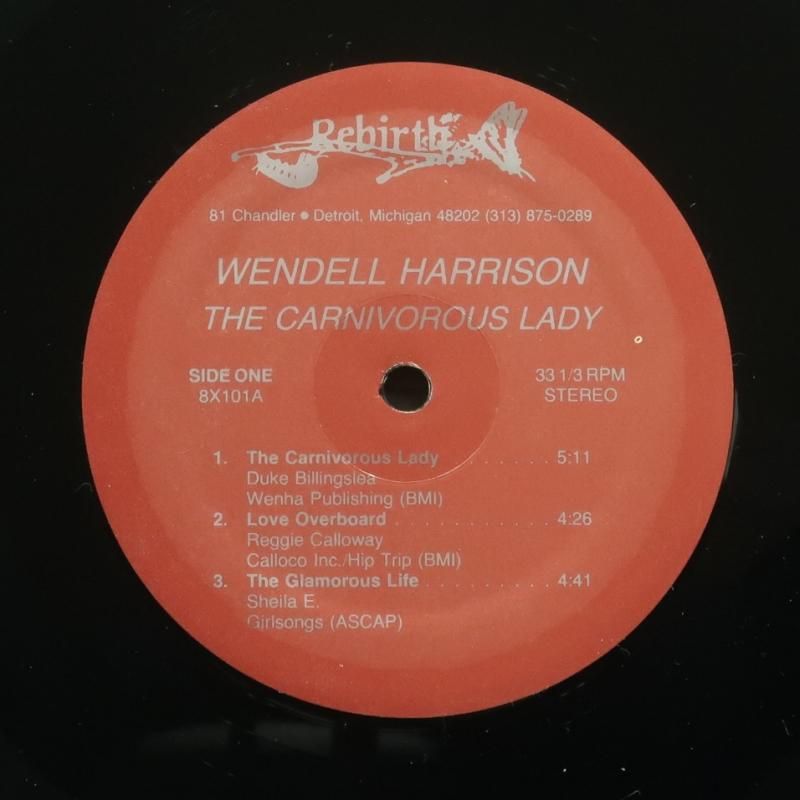 Rebirth
81 Chandler ● Detroit, Michigan 48202 (313) 875-0289
WENDELL HARRISON
THE CARNIVOROUS LADY
SIDE ONE 33 1/3 RPM
8X101A STEREO
1. The Carnivorous Lady . . . . . . . . 5:11
Duke Billingslea
Wenha Publishing (BMI)
2. Love Overboard . . . . . . . . . . . . 4:26
Reggie Calloway
Calloco Inc./Hip Trip (BMI)
3. The Glamorous Life . . . . . . . . . . 4:41
Sheila E.
Girlsongs (ASCAP)